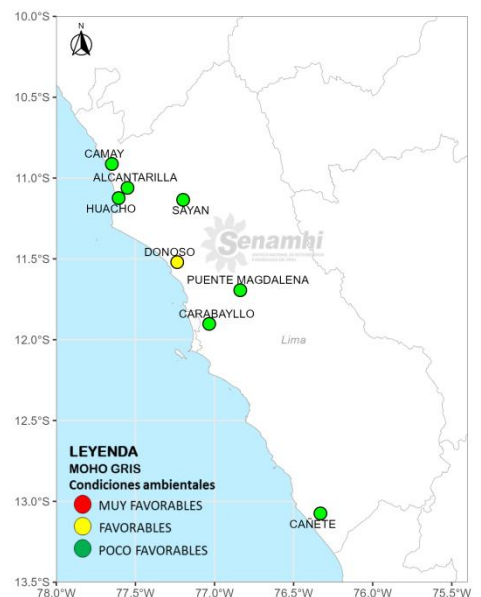 10.0°S
N
10.5°S
CAMAY
11.0°S
ALCANTARILLA
HUACHO
SAYAN
Senamhi
11.5°S
DONOSO
PUENTE MAGDALENA
CARABAYLLO
12.0°S
Lima
12.5°S
LEYENDA
MOHO GRIS
Condiciones ambientales
MUY FAVORABLES
FAVORABLES
POCO FAVORABLES
13.0°S
CAÑETE
13.5°S
78.0°W 77.5°W 77.0°W 76.5°W 76.0°W 75.5°W